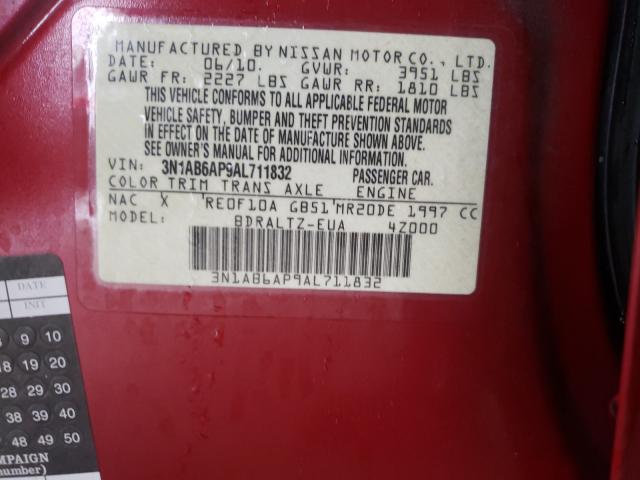 MANUFACTURED BY NISSAN MOTOR CO., LTD.
DATE: 06/10. GVWR: 3951 LBS
GAWR FR: 2227 LBS GAWR RR: 1810 LBS
THIS VEHICLE CONFORMS TO ALL APPLICABLE FEDERAL MOTOR
VEHICLE SAFETY, BUMPER AND THEFT PREVENTION STANDARDS
IN EFFECT ON THE DATE OF MANUFACTURE SHOWN ABOVE.
SEE OWNER'S MANUAL FOR ADDITIONAL INFORMATION
VIN: 3N1AB6AP9AL711832 PASSENGER CAR.
COLOR TRIM TRANS AXLE ENGINE
NAC X RE0F10A GB51 MR20DE 1997 CC
MODEL: BDRALTZ-EUA 4Z000
3N1AB6AP9AL711832
DATE
INIT
9 10
18 19 20
28 29 30
39 40
48 49 50
MPAIGN
number)